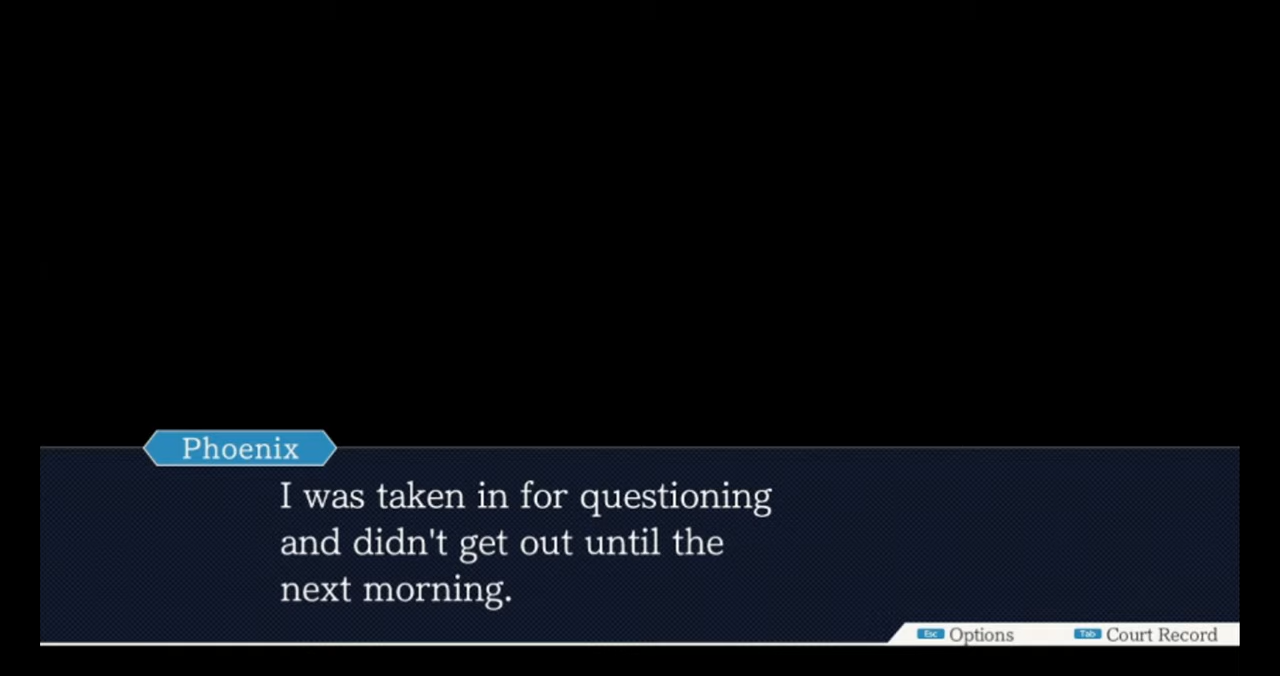 Phoenix
I was taken in for questioning
and didn't get out until the
next morning.
Esc Options Tab Court Record